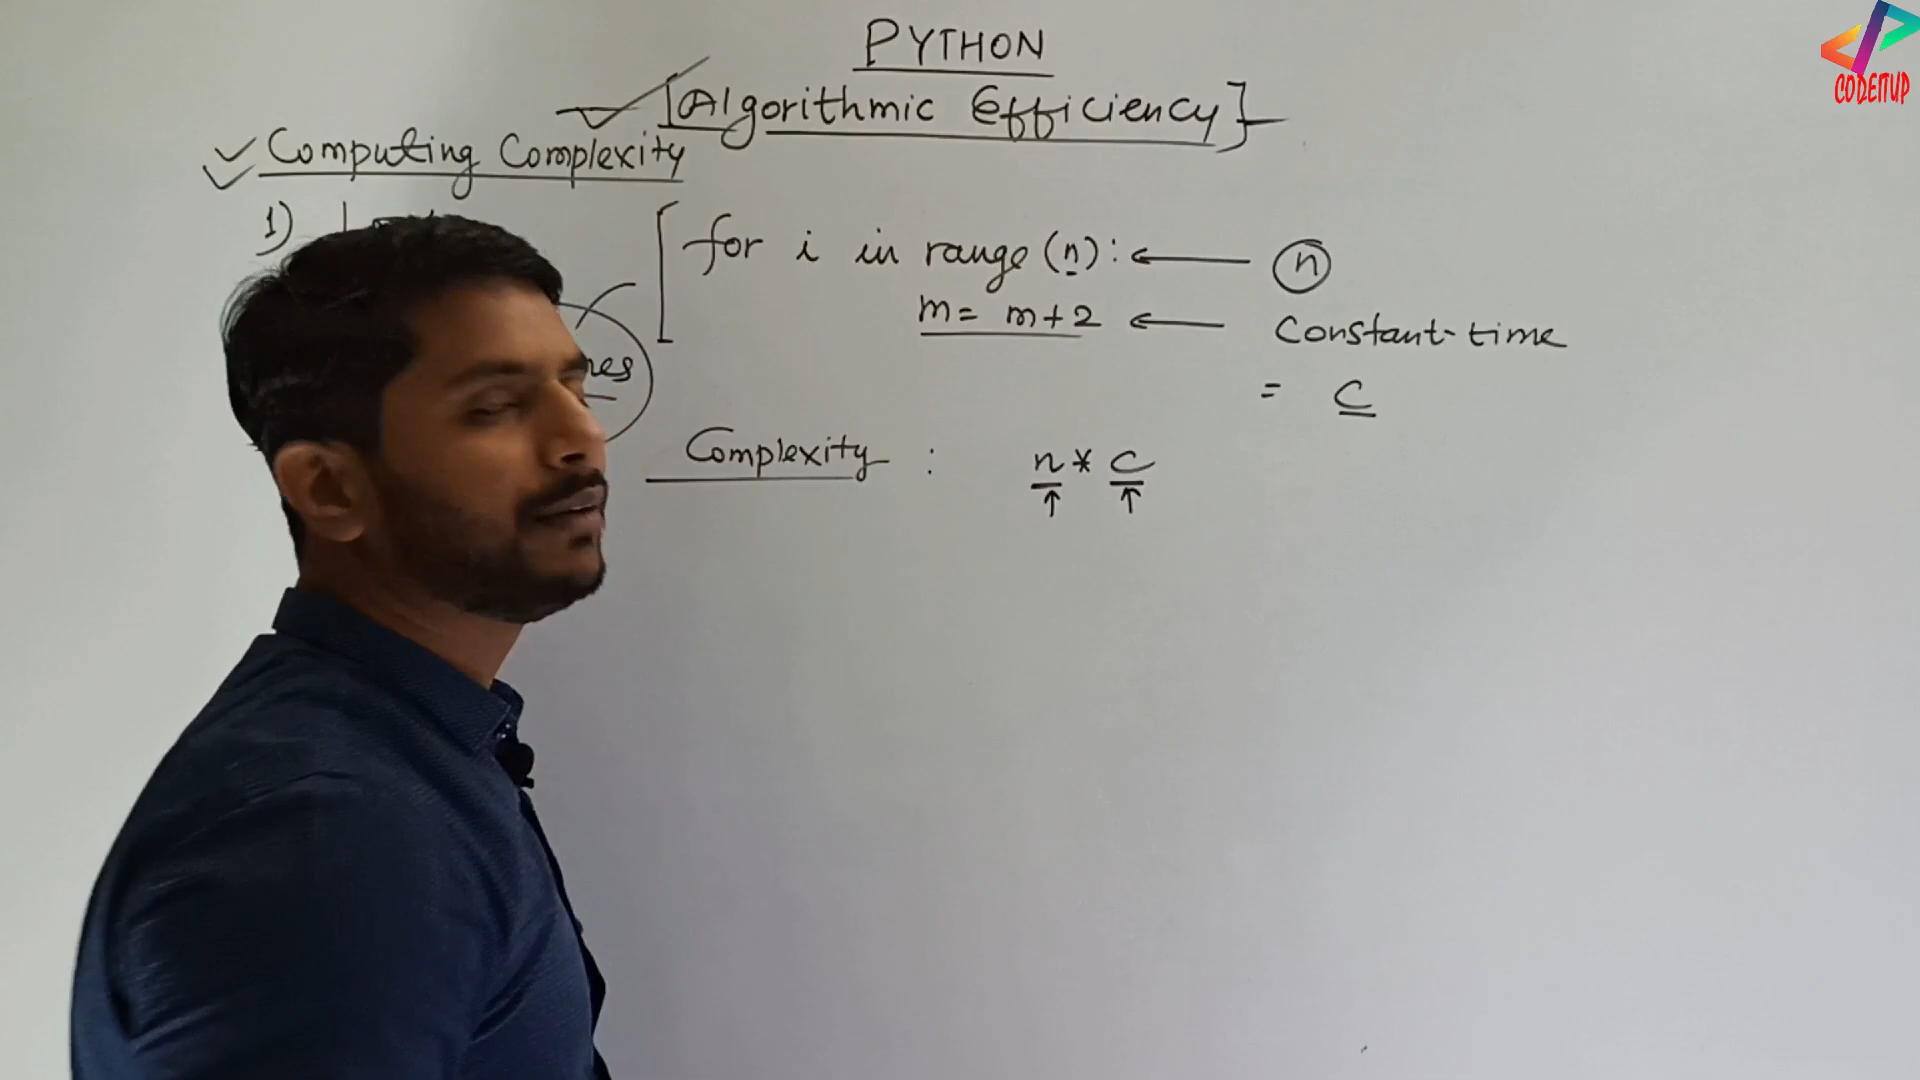 PYTHON
[Algorithmic Efficiency]
Computing Complexity
1)
for i in range (n): ← n
m = m+2 ← Constant-time
= C
Complexity : n * C
CODEITUP